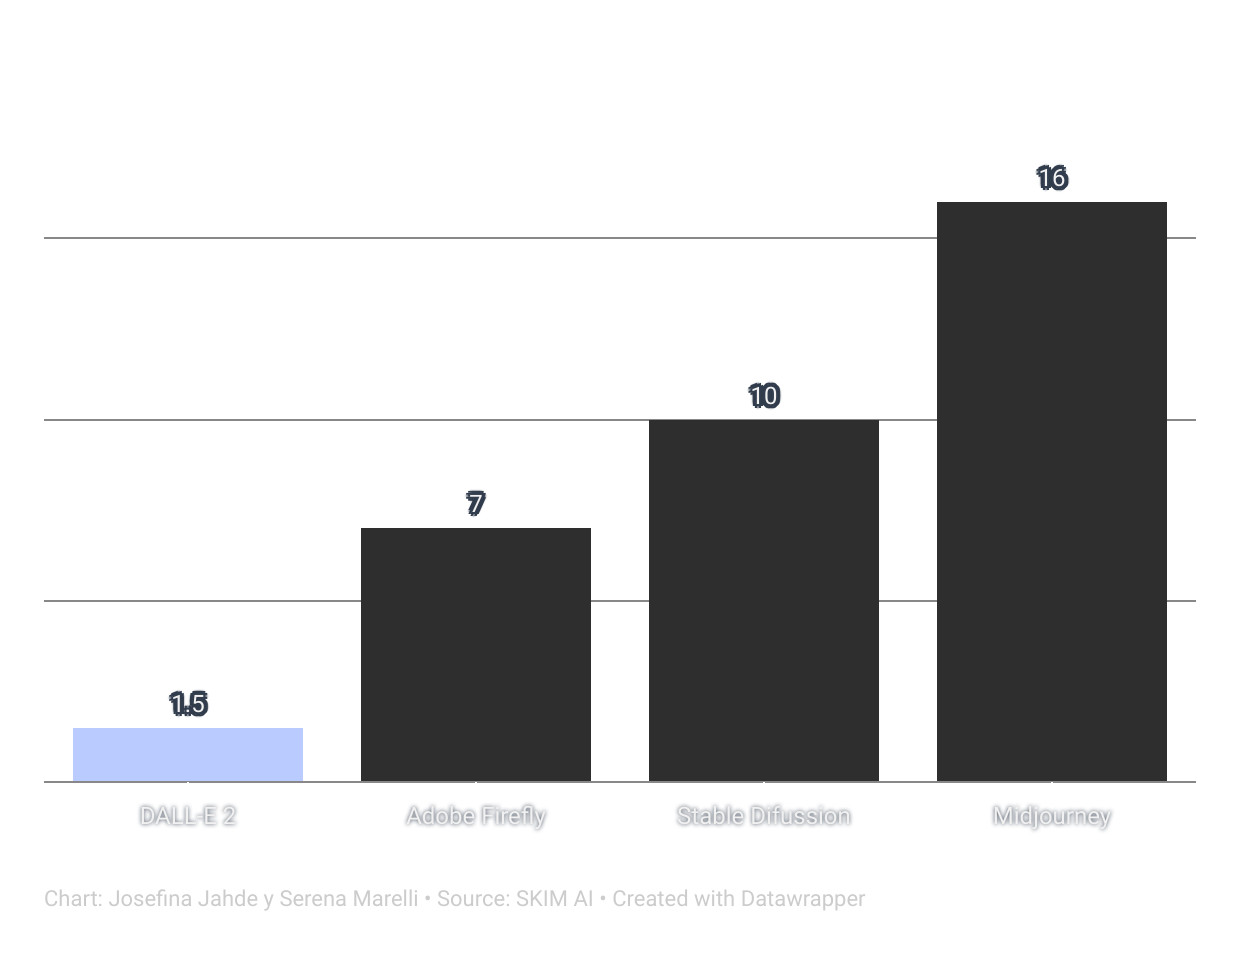 16
10
7
1.5
DALL-E 2 Adobe Firefly Stable Difussion Midjourney
Chart: Josefina Jahde y Serena Marelli • Source: SKIM AI • Created with Datawrapper